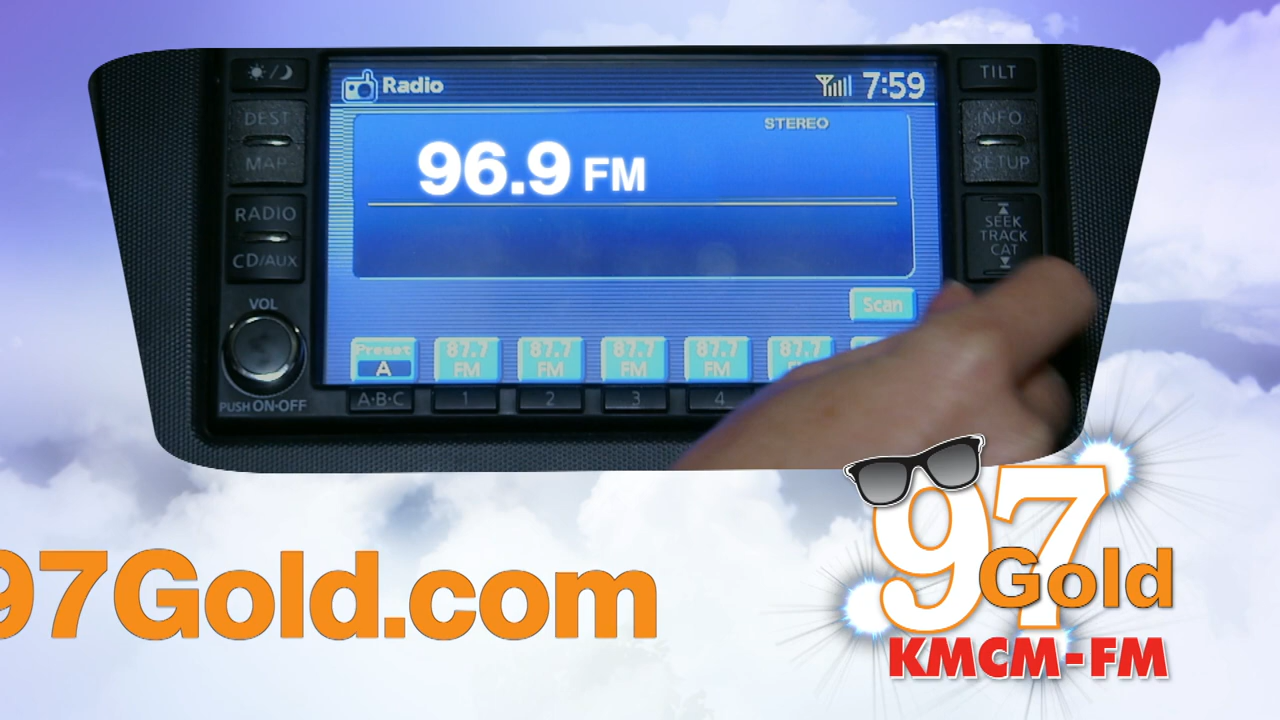 Radio
7:59
STEREO
96.9 FM
Scan
Preset
A
87.7
FM
87.7
FM
87.7
FM
87.7
FM
87.7
DEST
MAP
RADIO
CD/AUX
VOL
PUSH ON·OFF
A·B·C
1
2
3
4
TILT
INFO
SETUP
SEEK
TRACK
CAT
97Gold.com
97
Gold
KMCM-FM